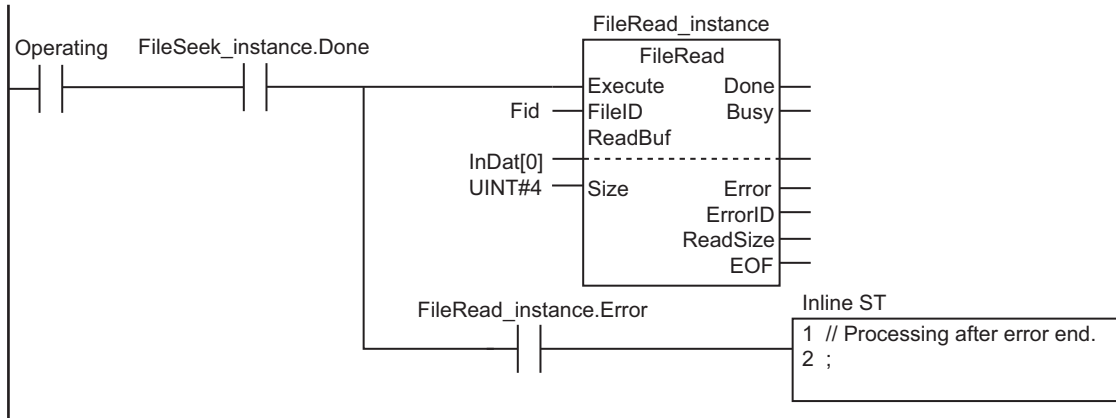 FileRead_instance
Operating FileSeek_instance.Done
FileRead
Execute Done
Fid FileID Busy
ReadBuf
InDat[0]
UINT#4 Size Error
ErrorID
ReadSize
EOF
FileRead_instance.Error
Inline ST
1 // Processing after error end.
2 ;